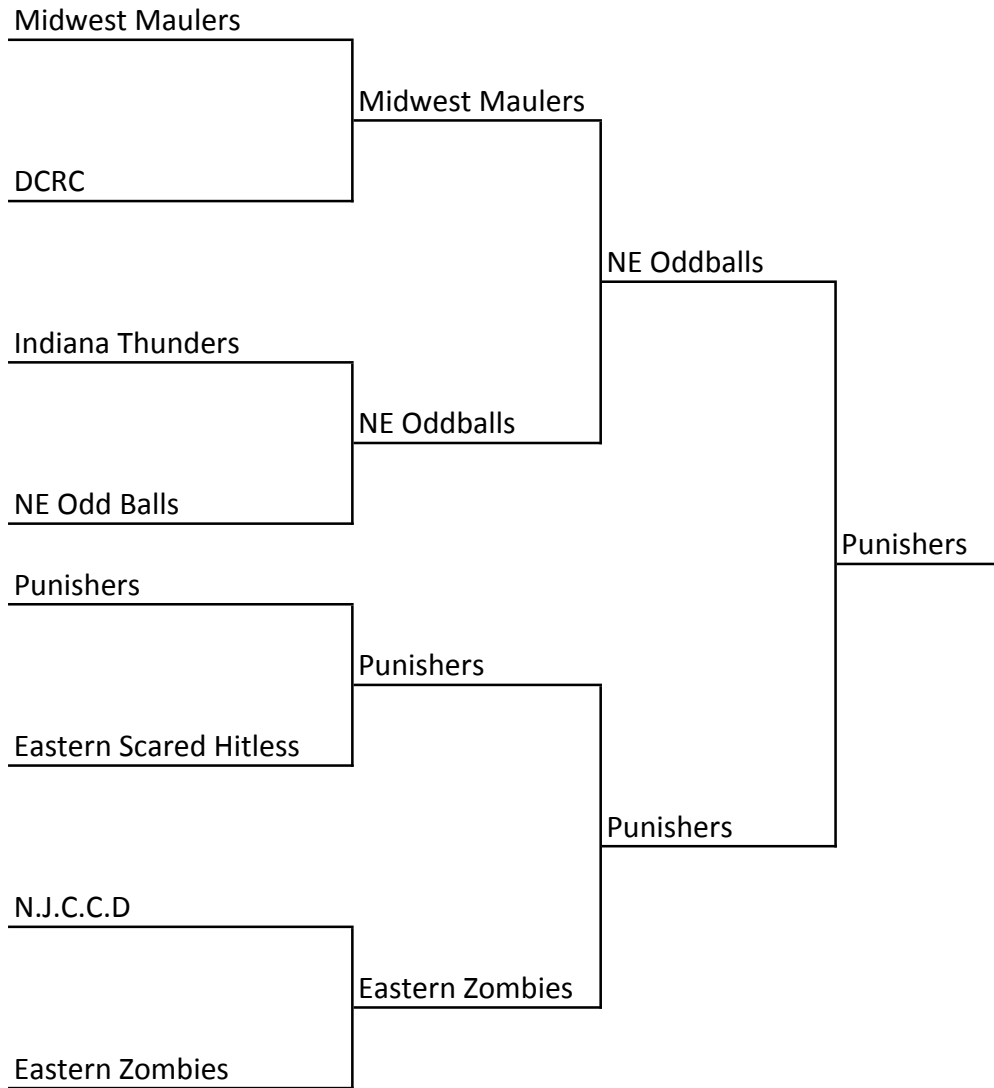 Midwest Maulers
Midwest Maulers
DCRC
NE Oddballs
Indiana Thunders
NE Oddballs
NE Odd Balls
Punishers
Punishers
Punishers
Eastern Scared Hitless
Punishers
N.J.C.C.D
Eastern Zombies
Eastern Zombies